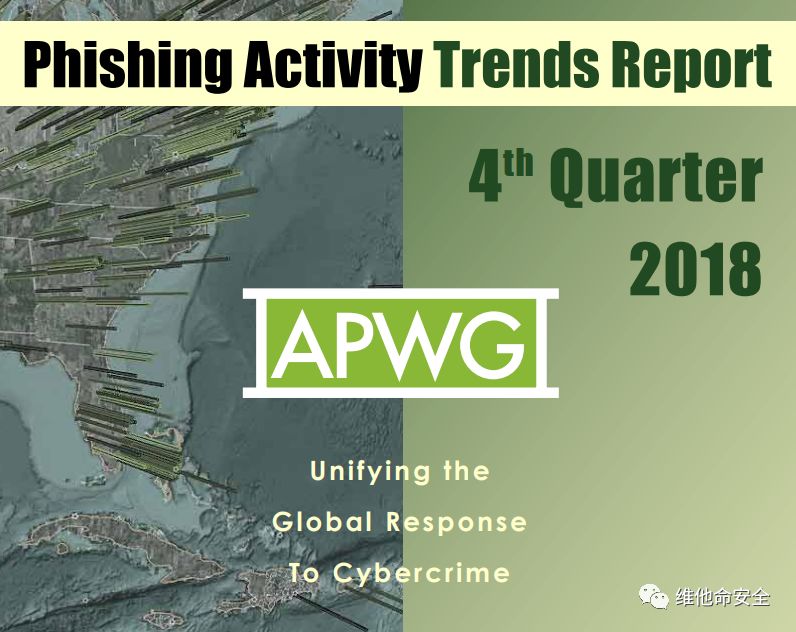 Phishing Activity Trends Report
4th Quarter
2018
APWG
Unifying the
Global Response
To Cybercrime
维他命安全